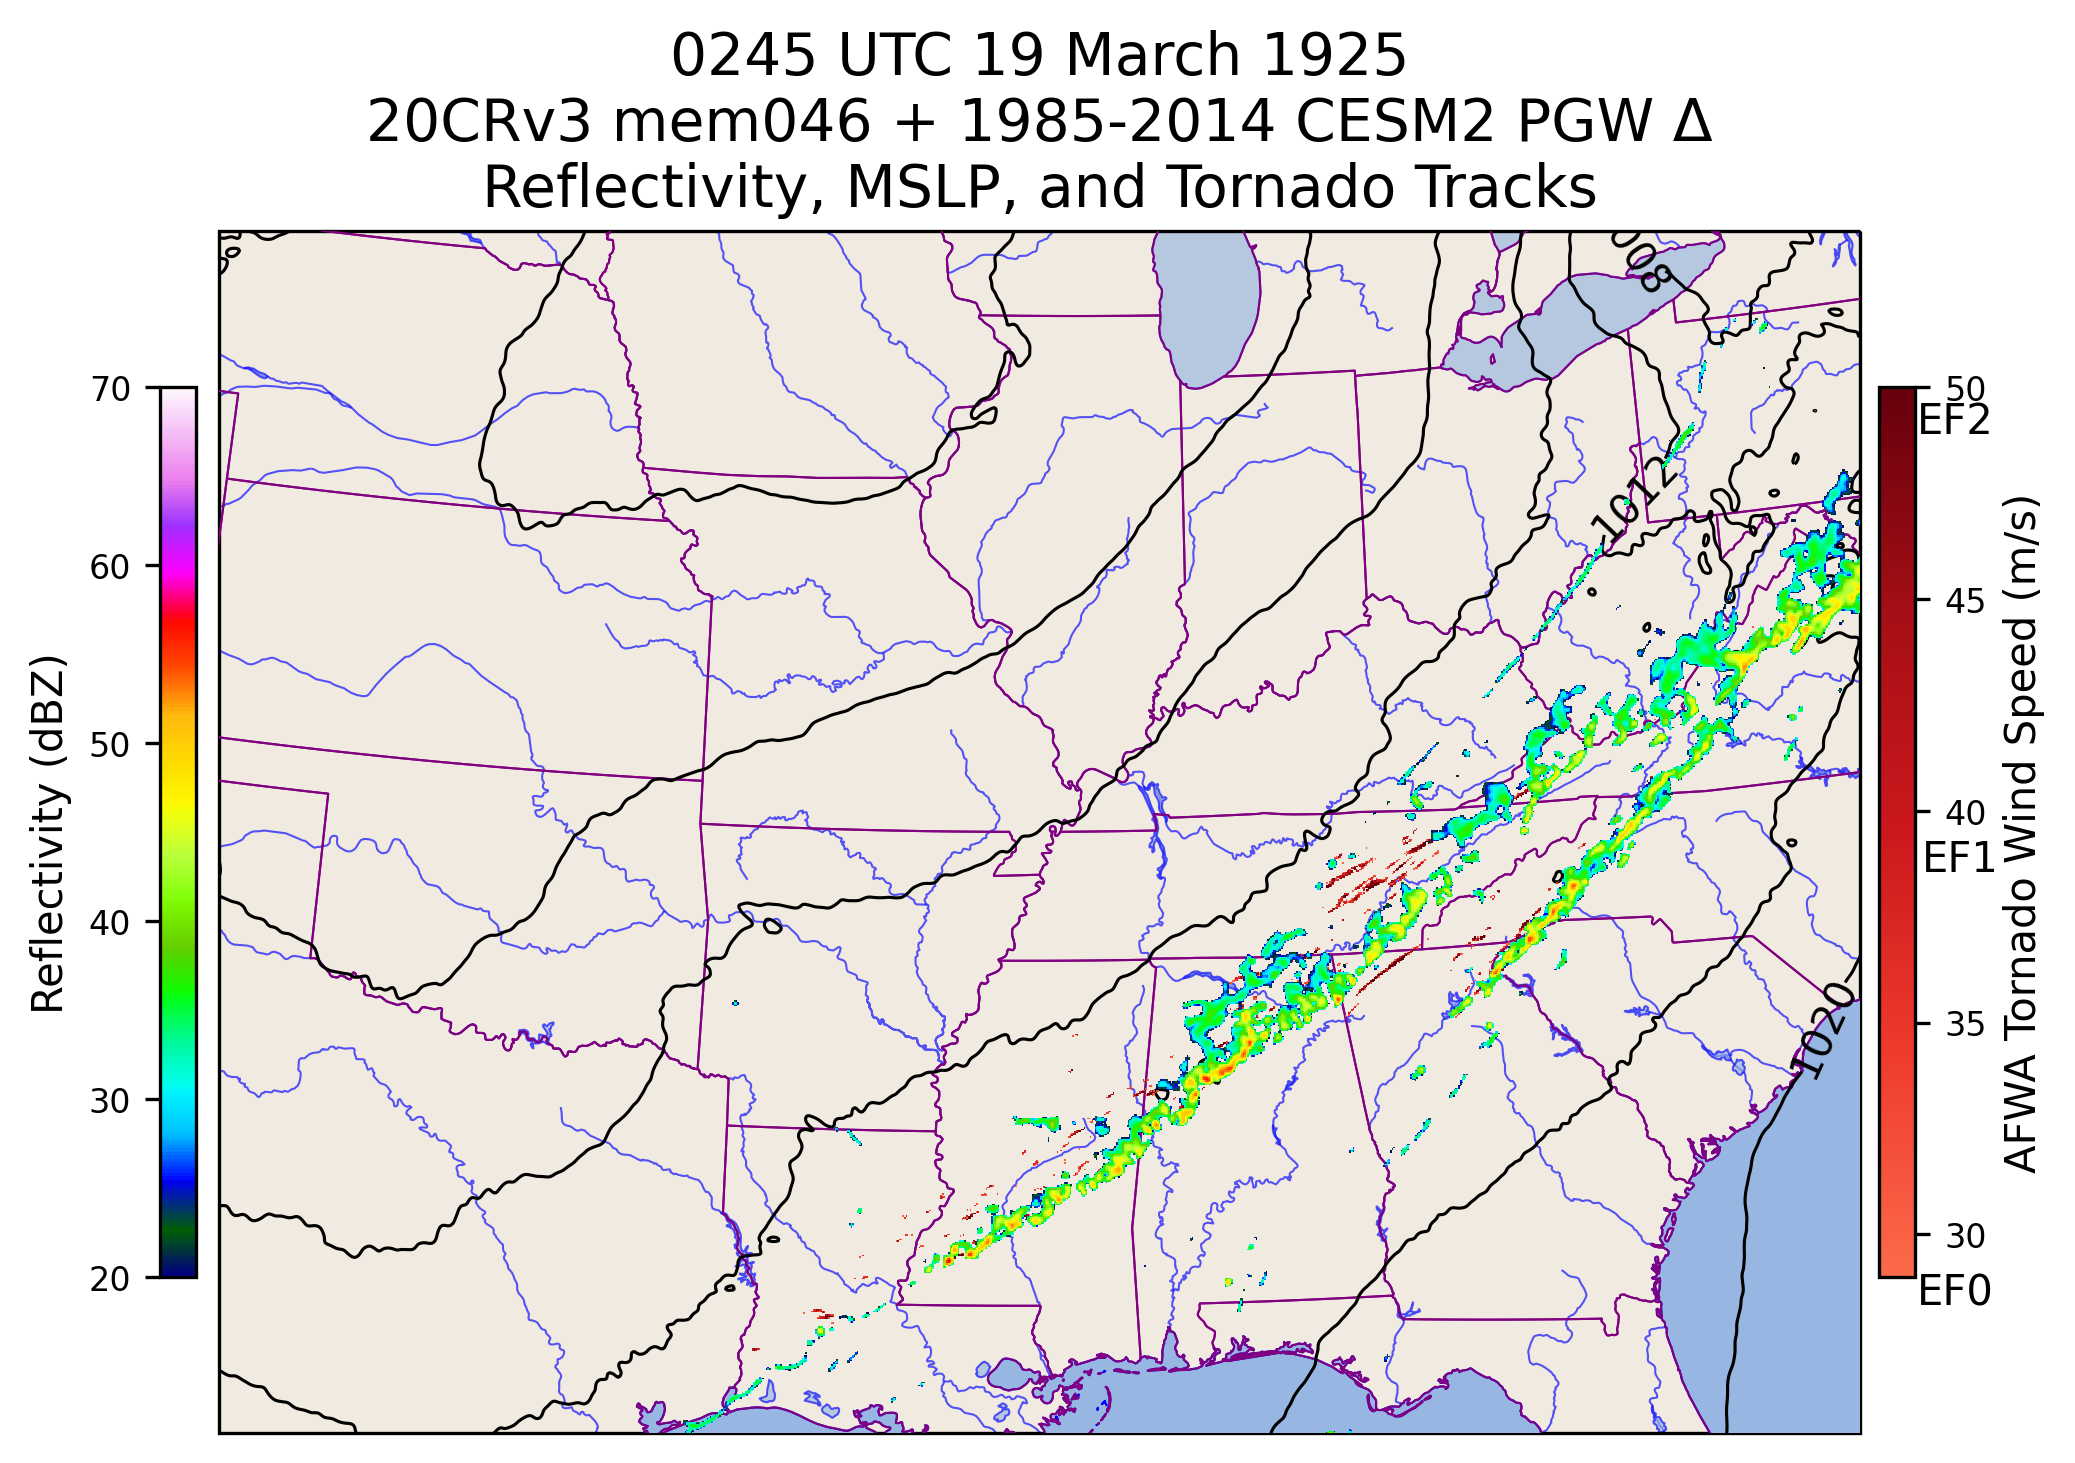 0245 UTC 19 March 1925
20CRv3 mem046 + 1985-2014 CESM2 PGW Δ
Reflectivity, MSLP, and Tornado Tracks
1008
1012
1020
70
60
50
40
30
20
Reflectivity (dBZ)
50
EF2
45
40
EF1
35
30
EF0
AFWA Tornado Wind Speed (m/s)